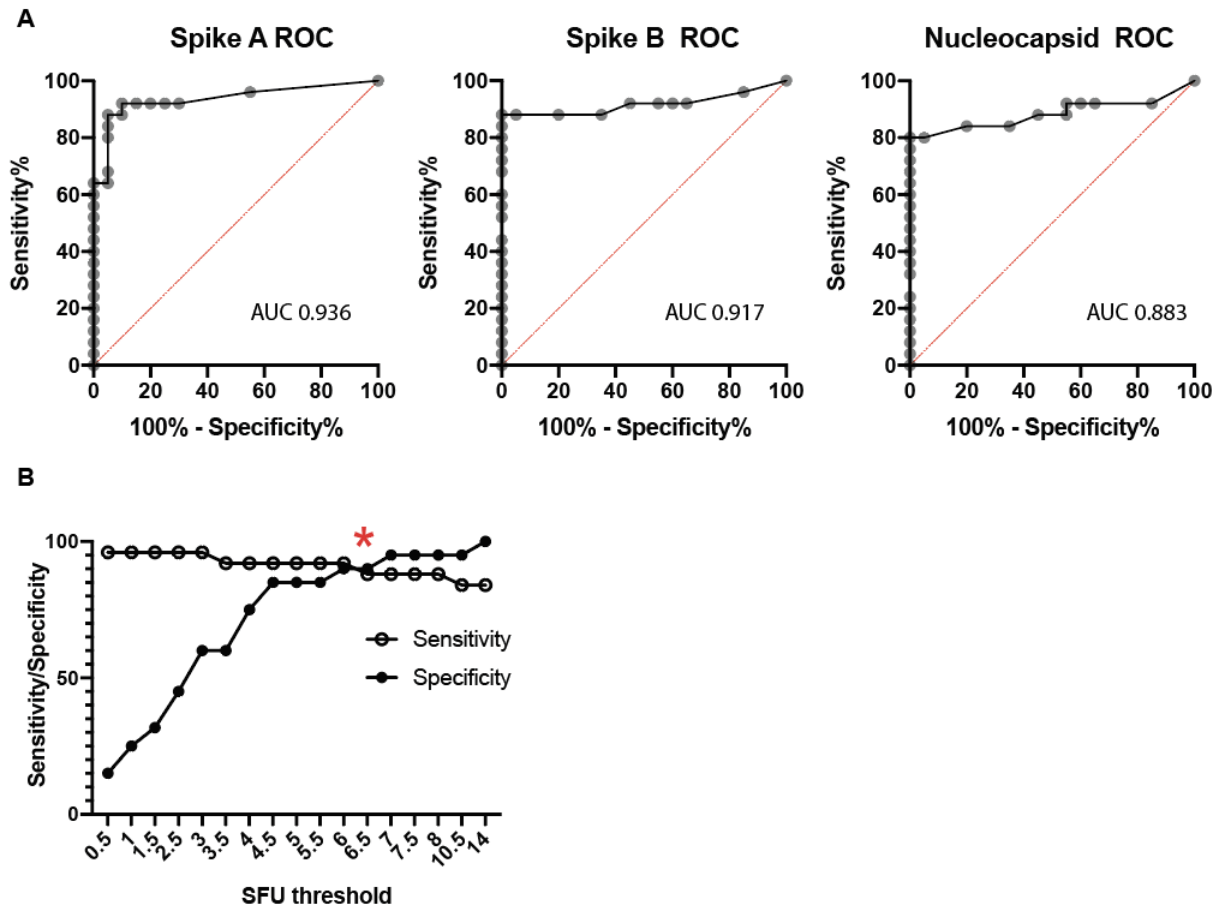 A
Spike A ROC
Spike B ROC
Nucleocapsid ROC
Sensitivity%
100
80
60
40
20
0
AUC 0.936
0 20 40 60 80 100
100% - Specificity%
Sensitivity%
100
80
60
40
20
0
AUC 0.917
0 20 40 60 80 100
100% - Specificity%
Sensitivity%
100
80
60
40
20
0
AUC 0.883
0 20 40 60 80 100
100% - Specificity%
B
Sensitivity/Specificity
100
50
0
*
Sensitivity
Specificity
0.5 1 1.5 2.5 3 3.5 4 4.5 5 5.5 6 6.5 7 7.5 8 10.5 14
SFU threshold